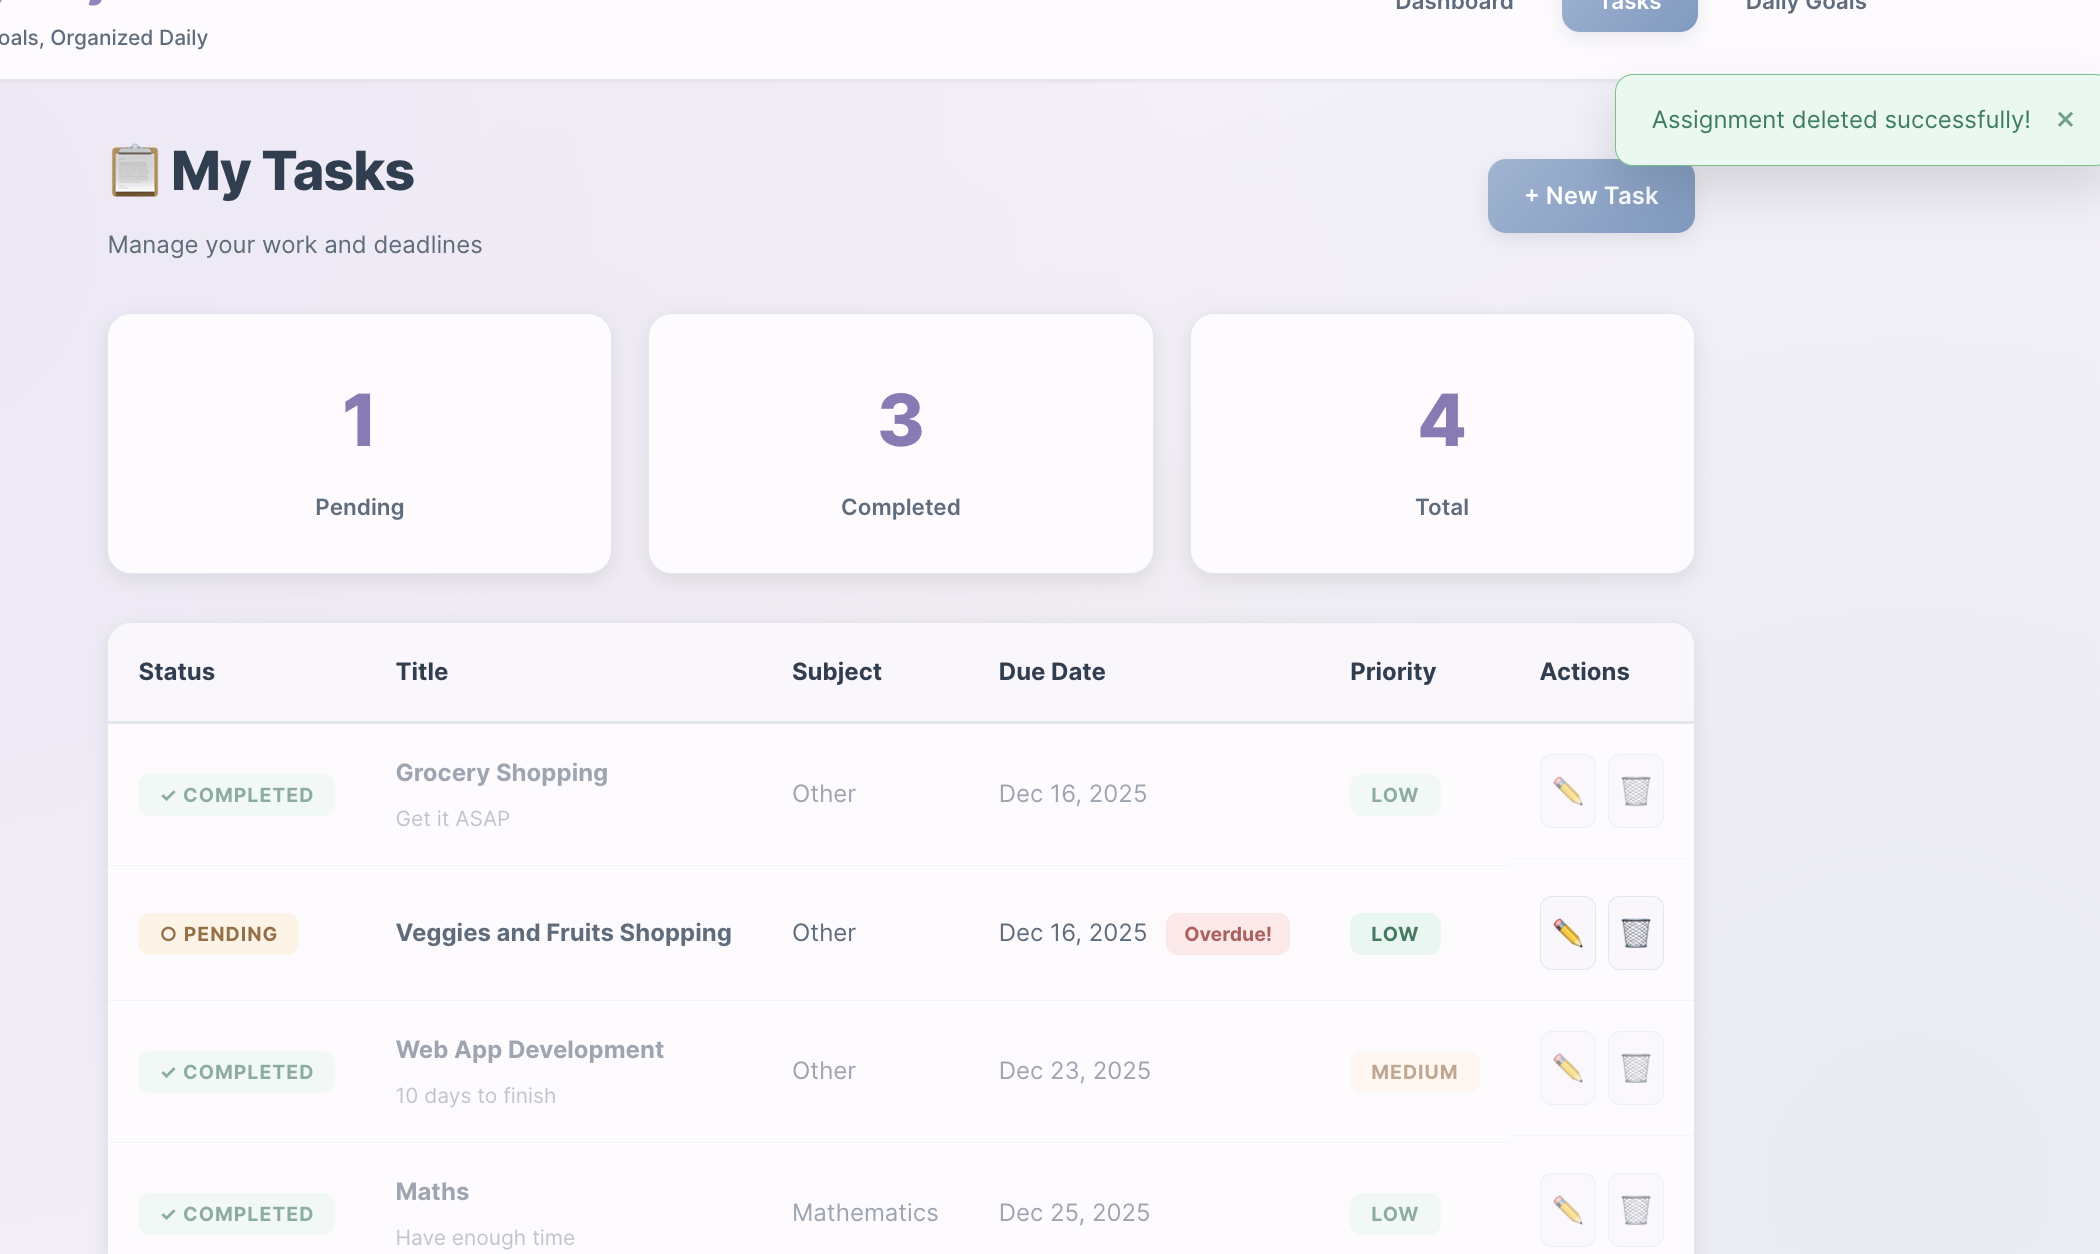 Dashboard
Tasks
Daily Goals
Organized Daily
Assignment deleted successfully! ×
My Tasks
+ New Task
Manage your work and deadlines
1
Pending
3
Completed
4
Total
Status Title Subject Due Date Priority Actions
✓ COMPLETED Grocery Shopping Other Dec 16, 2025 LOW
Get it ASAP
PENDING Veggies and Fruits Shopping Other Dec 16, 2025 Overdue! LOW
✓ COMPLETED Web App Development Other Dec 23, 2025 MEDIUM
10 days to finish
✓ COMPLETED Maths Mathematics Dec 25, 2025 LOW
Have enough time